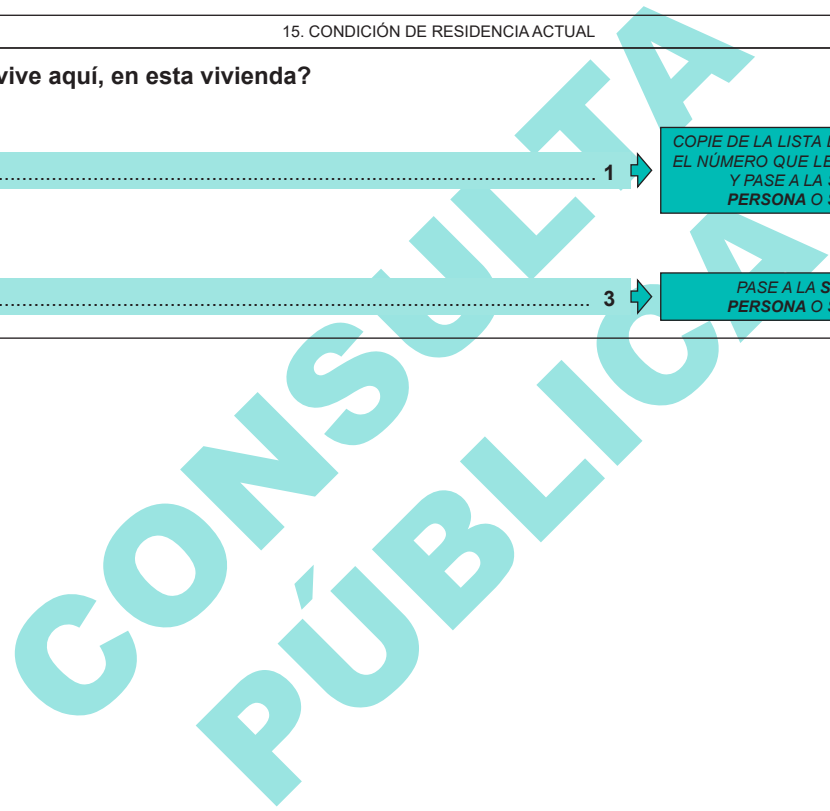 15. CONDICIÓN DE RESIDENCIA ACTUAL
vive aquí, en esta vivienda?
COPIE DE LA LISTA
1
EL NÚMERO QUE
Y PASE A LA
PERSONA O
3
PASE A LA
PERSONA O
CONSULTA
PÚBLICA